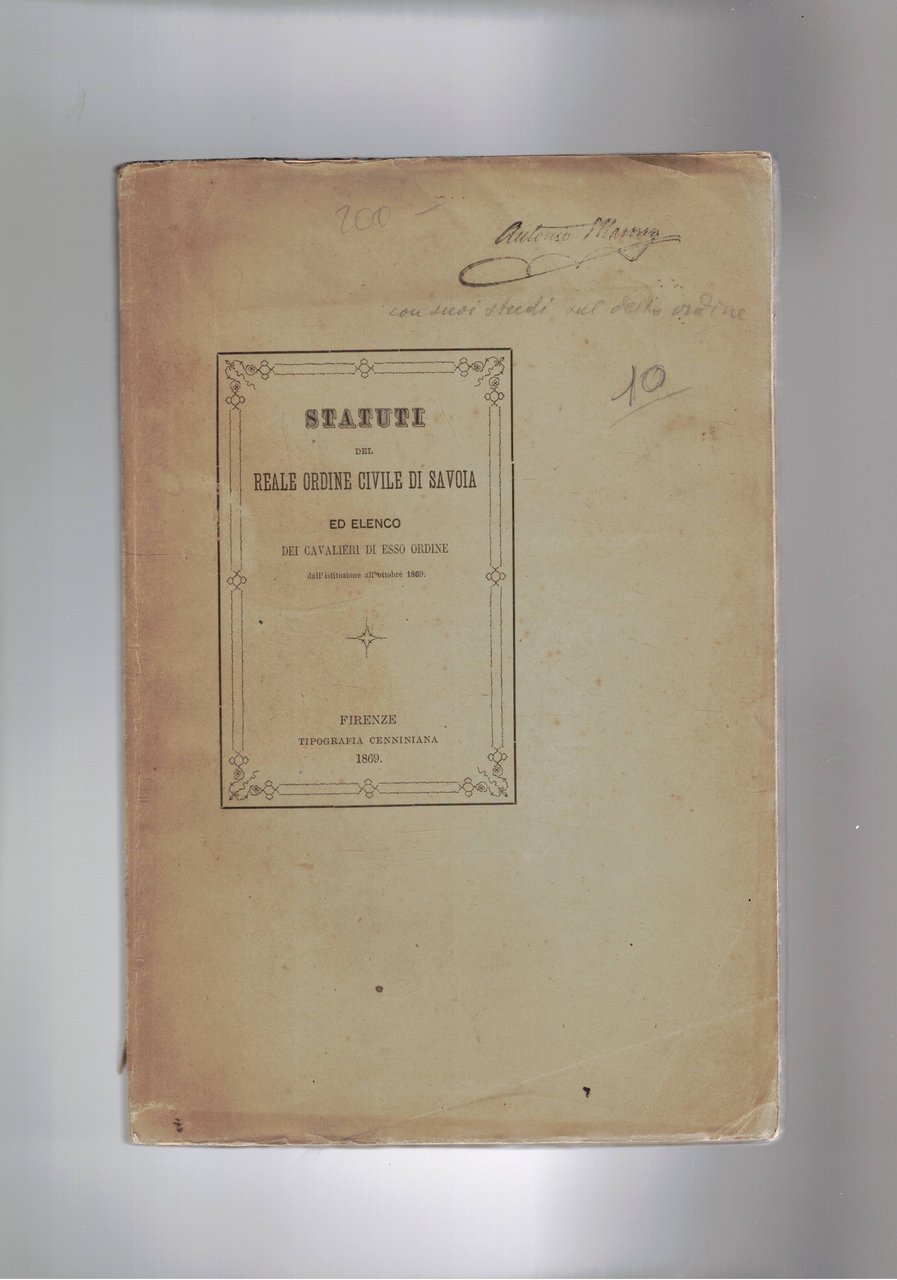 200 -
Antonio
con suoi studi sul detto ordine
10
STATUTI
DEL
REALE ORDINE CIVILE DI SAVOIA
ED ELENCO
DEI CAVALIERI DI ESSO ORDINE
dall'istituzione all'ottobre 1869.
FIRENZE
TIPOGRAFIA CENNINIANA
1869.